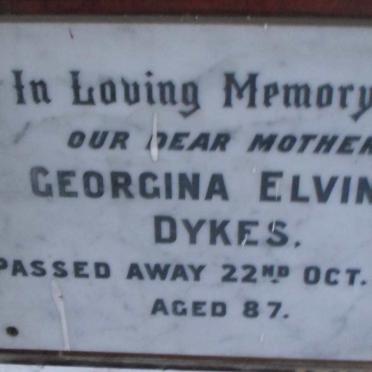 In Loving Memory
OUR DEAR MOTHER
GEORGINA ELVIN
DYKES.
PASSED AWAY 22ND OCT.
AGED 87.